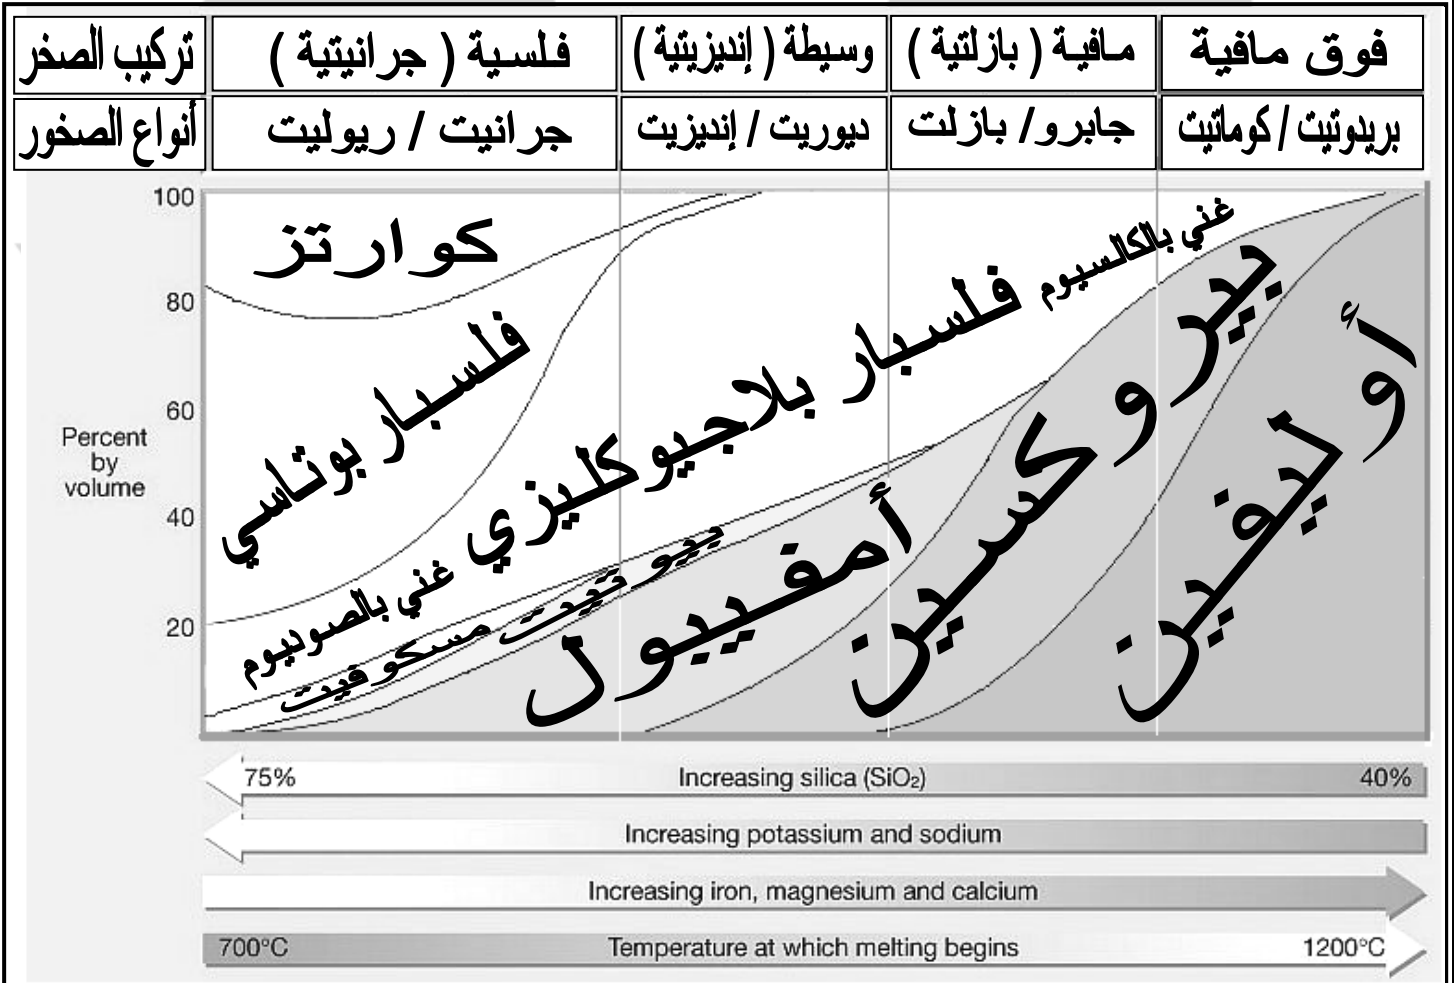 تركيب الصخر
فلسية ( جرانيتية )
وسيطة ( إنديزيتية )
مافية ( بازلتية )
فوق مافية
أنواع الصخور
جرانيت / ريوليت
ديوريت / إنديزيت
جابرو/ بازلت
بريدوتيت / كوماتيت
100
80
60
40
20
Percent
by
volume
كوارتز
فلسبار بوتاسي
غني بالصوديوم
فلسبار بلاجيوكليزي
غني بالكالسيوم
مسكوفيت
بيوتيت
أمفيبول
بيروكسين
أوليفين
75% Increasing silica (SiO₂) 40%
Increasing potassium and sodium
Increasing iron, magnesium and calcium
700°C Temperature at which melting begins 1200°C